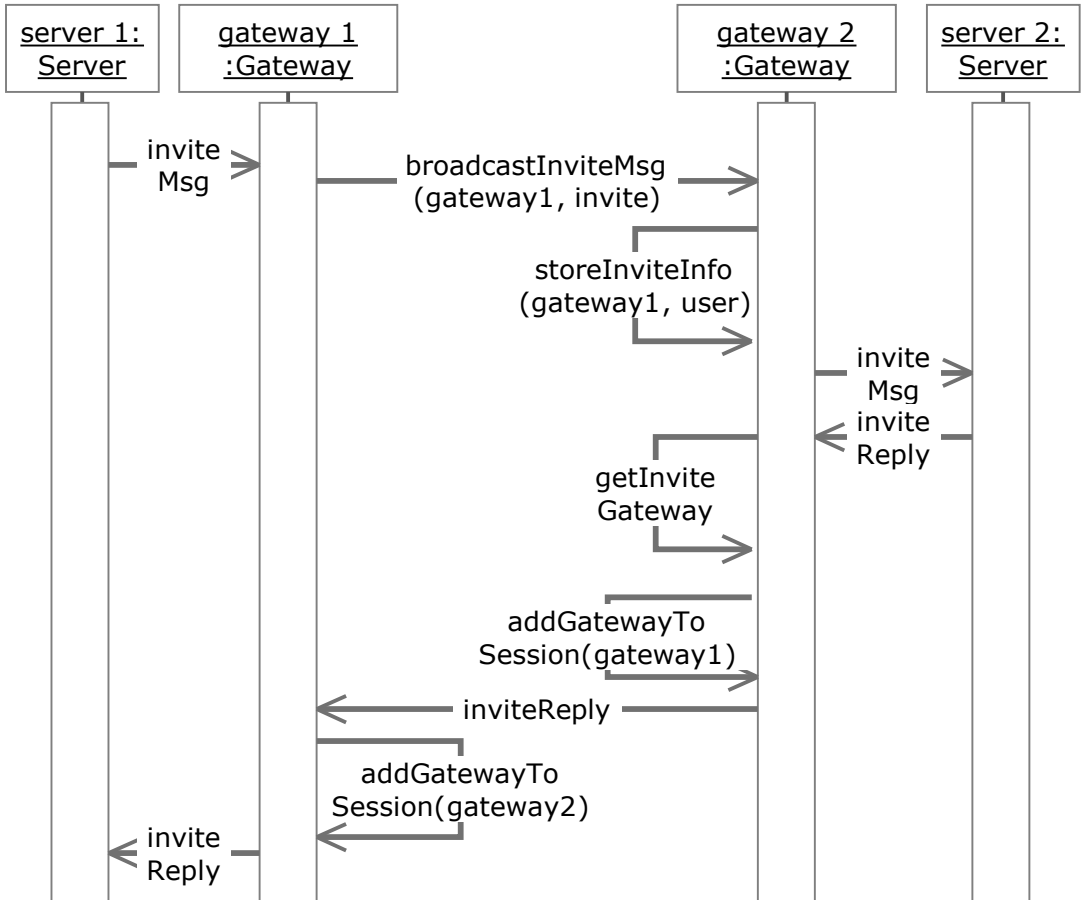 server 1:
Server
gateway 1
:Gateway
gateway 2
:Gateway
server 2:
Server
invite
Msg
broadcastInviteMsg
(gateway1, invite)
storeInviteInfo
(gateway1, user)
invite
Msg
invite
Reply
getInvite
Gateway
addGatewayTo
Session(gateway1)
inviteReply
addGatewayTo
Session(gateway2)
invite
Reply